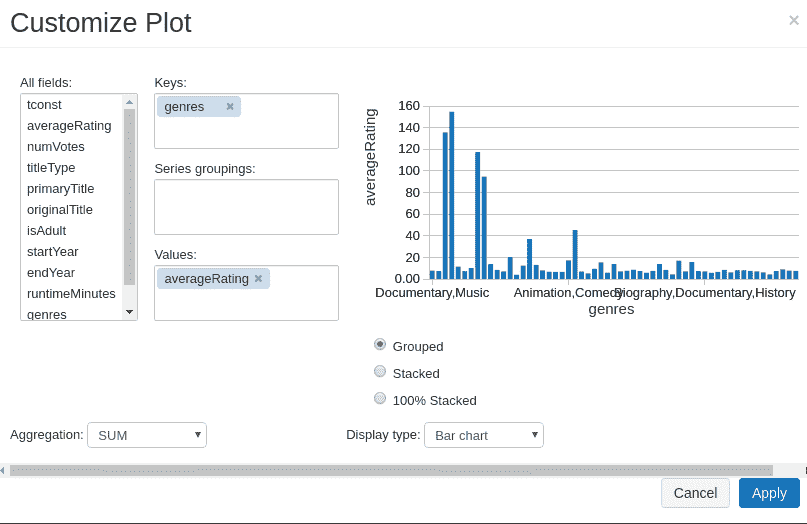 Customize Plot
×
All fields:
tconst
averageRating
numVotes
titleType
primaryTitle
originalTitle
isAdult
startYear
endYear
runtimeMinutes
genres
Keys:
genres ×
Series groupings:
Values:
averageRating ×
averageRating
160
140
120
100
80
60
40
20
0.00
Documentary,Music Animation,Comedy Biography,Documentary,History
genres
Grouped
Stacked
100% Stacked
Aggregation: SUM
Display type: Bar chart
Cancel Apply